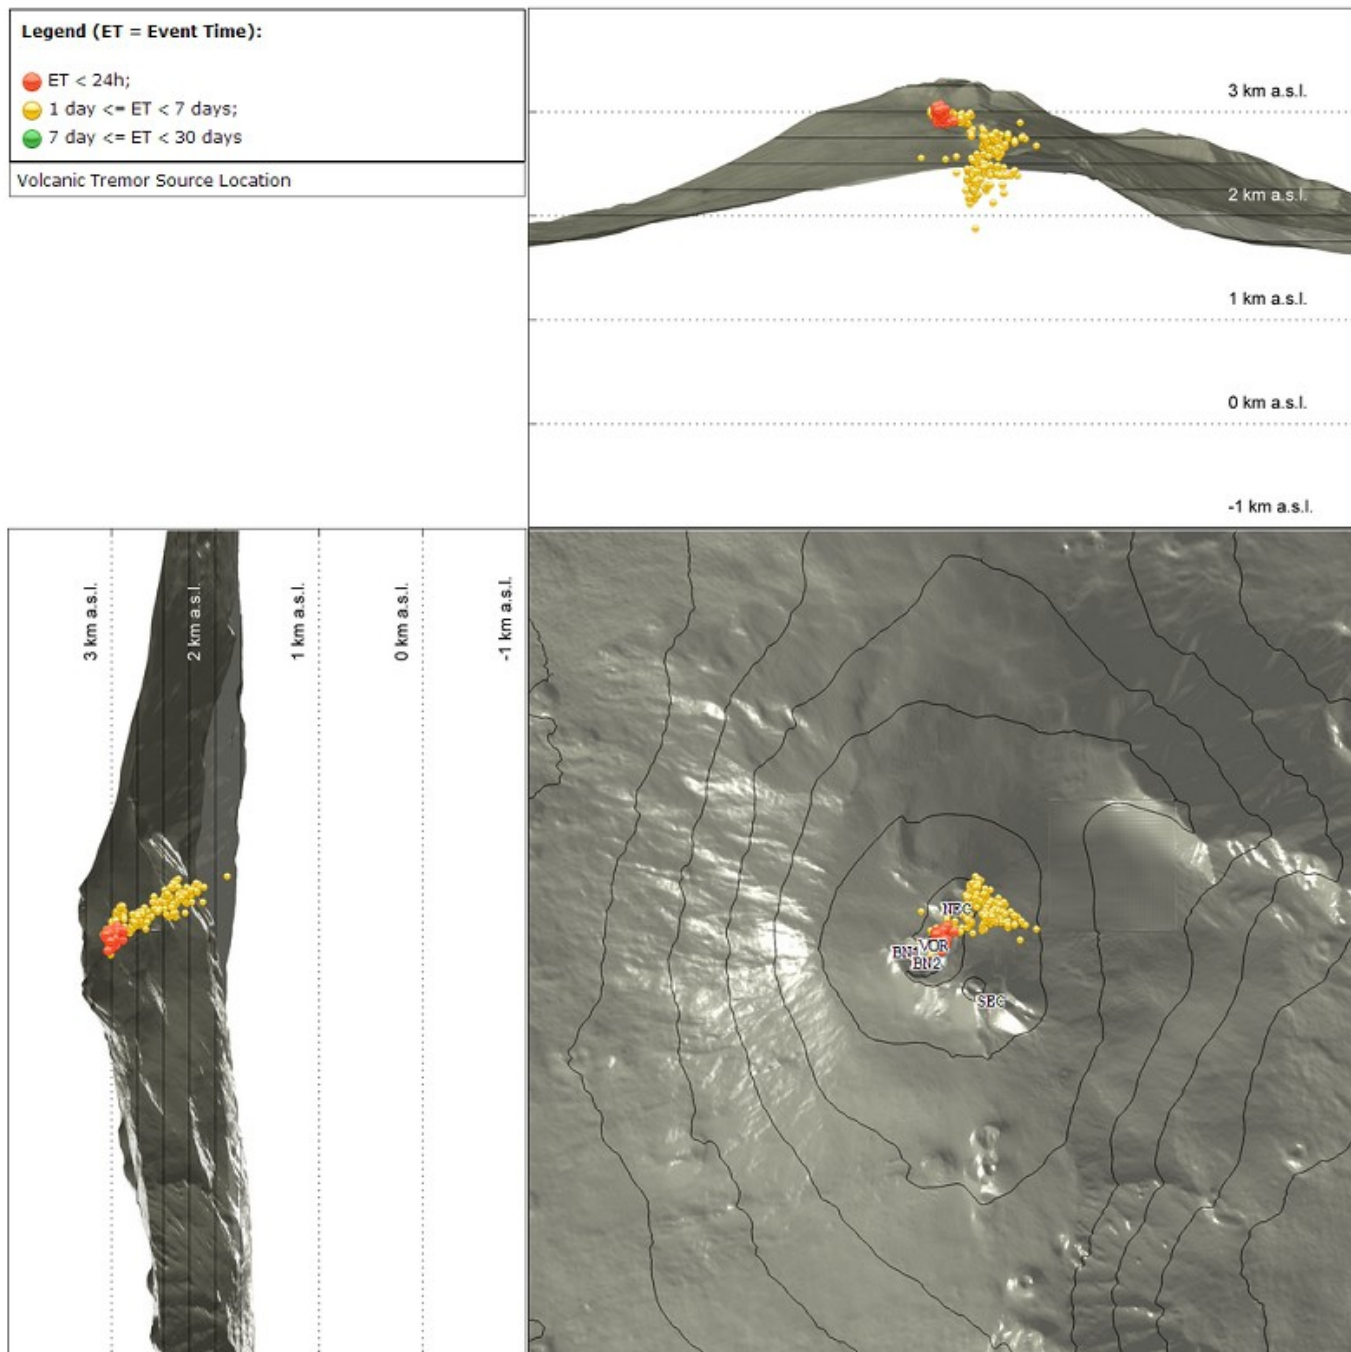 Legend (ET = Event Time):
ET < 24h;
1 day <= ET < 7 days;
7 day <= ET < 30 days
Volcanic Tremor Source Location
3 km a.s.l.
2 km a.s.l.
1 km a.s.l.
0 km a.s.l.
-1 km a.s.l.
3 km a.s.l.
2 km a.s.l.
1 km a.s.l.
0 km a.s.l.
-1 km a.s.l.
NEC
VOR
BN1
BN2
SEC